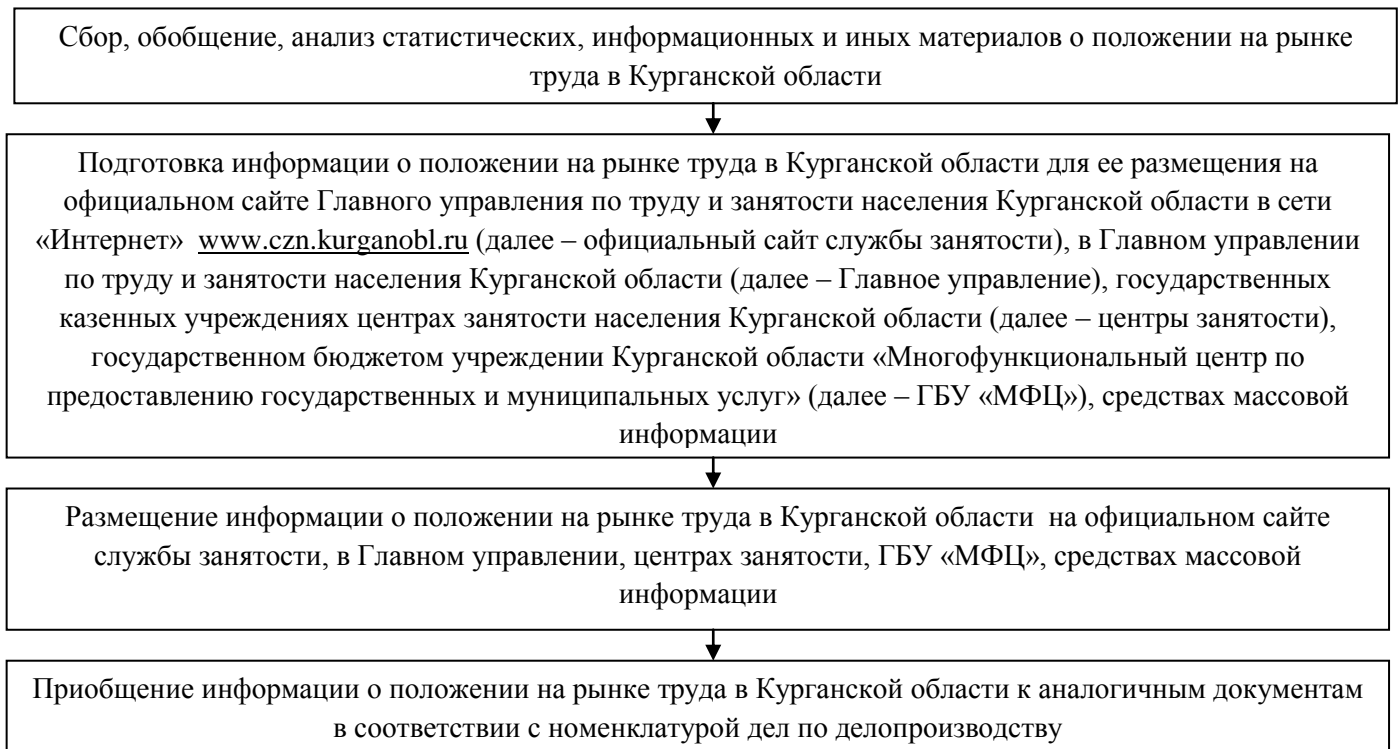 Сбор, обобщение, анализ статистических, информационных и иных материалов о положении на рынке
труда в Курганской области
Подготовка информации о положении на рынке труда в Курганской области для ее размещения на
официальном сайте Главного управления по труду и занятости населения Курганской области в сети
«Интернет» www.czn.kurganobl.ru (далее – официальный сайт службы занятости), в Главном управлении
по труду и занятости населения Курганской области (далее – Главное управление), государственных
казенных учреждениях центрах занятости населения Курганской области (далее – центры занятости),
государственном бюджетом учреждении Курганской области «Многофункциональный центр по
предоставлению государственных и муниципальных услуг» (далее – ГБУ «МФЦ»), средствах массовой
информации
Размещение информации о положении на рынке труда в Курганской области на официальном сайте
службы занятости, в Главном управлении, центрах занятости, ГБУ «МФЦ», средствах массовой
информации
Приобщение информации о положении на рынке труда в Курганской области к аналогичным документам
в соответствии с номенклатурой дел по делопроизводству